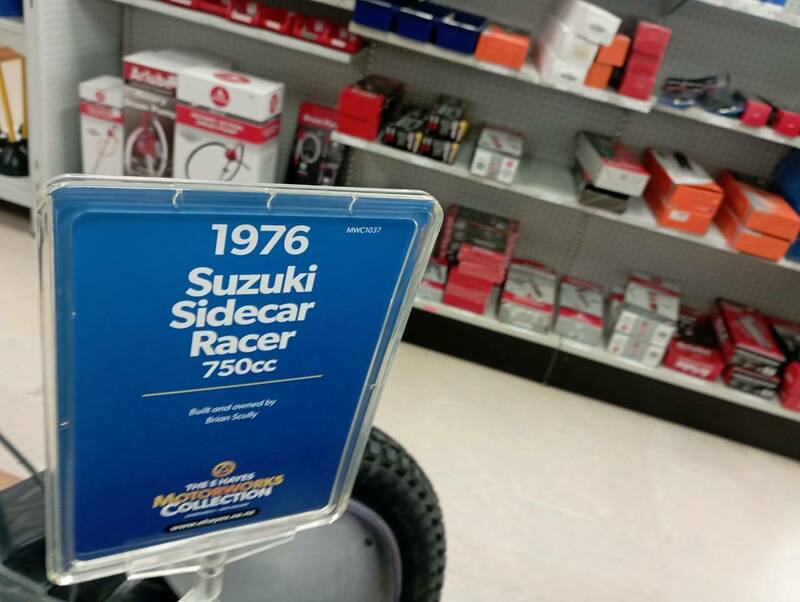 1976
MWC1037
Suzuki
Sidecar
Racer
750cc
Built and owned by
Brian Scully
THE E HAYES
MOTORWORKS
COLLECTION
www.ehayes.co.nz